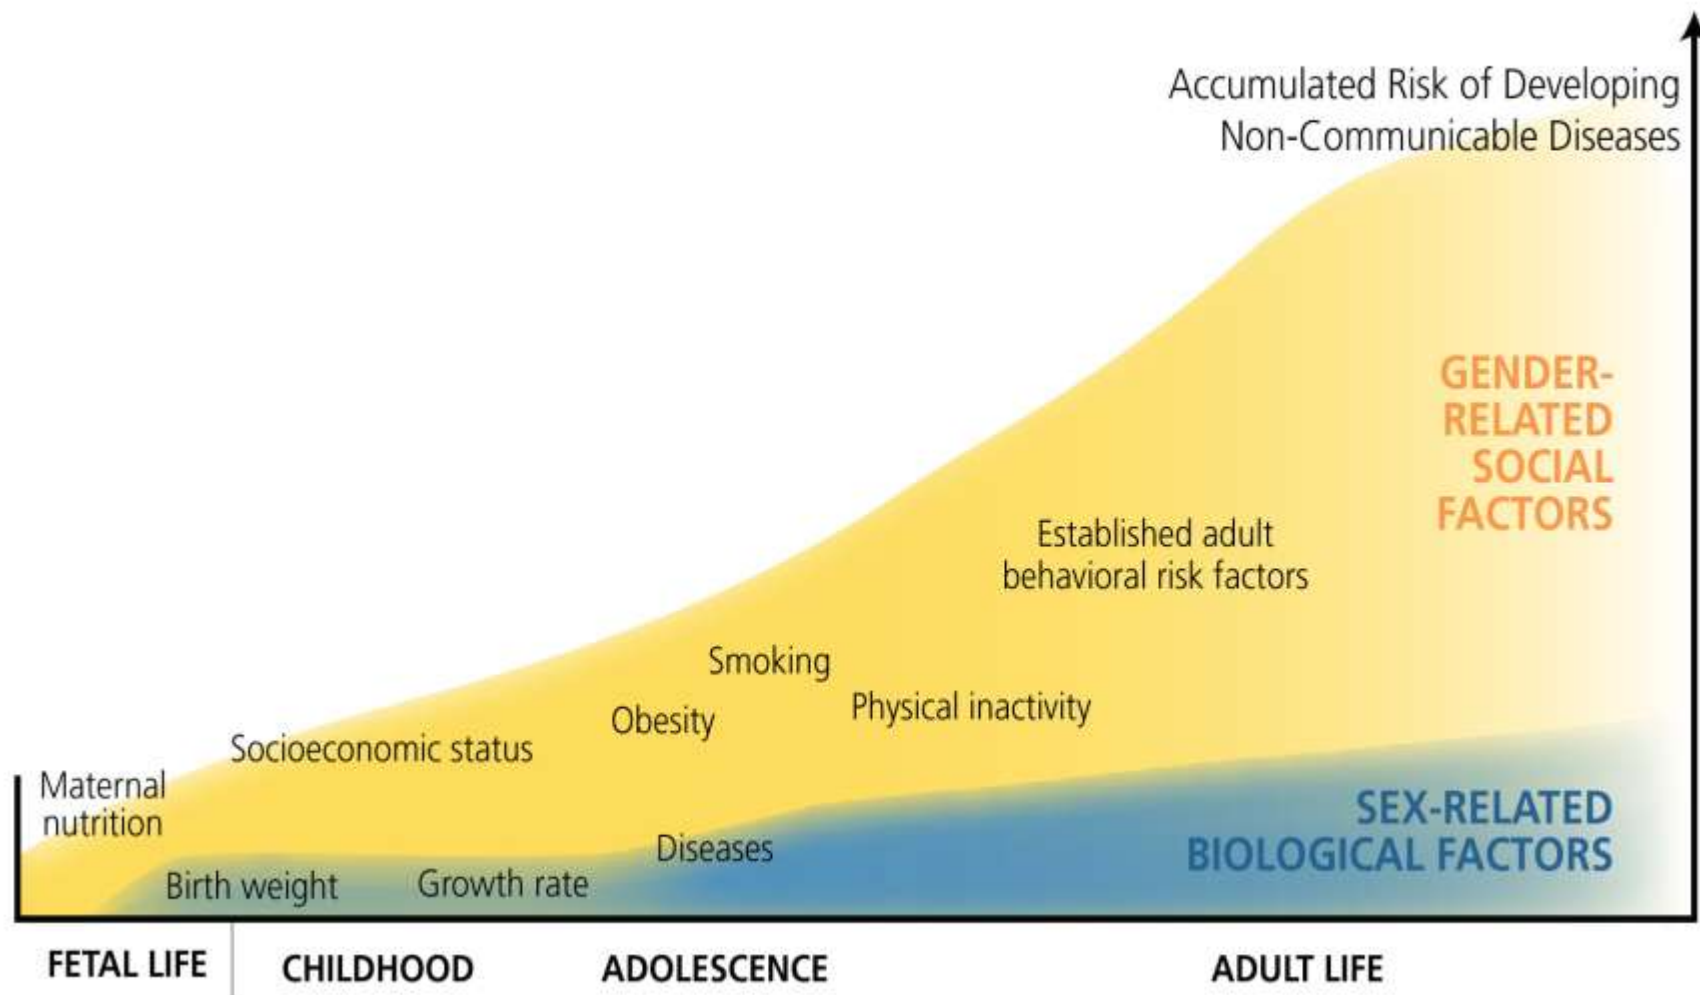 Accumulated Risk of Developing
Non-Communicable Diseases
GENDER-
RELATED
SOCIAL
FACTORS
Established adult
behavioral risk factors
Smoking
Physical inactivity
Obesity
Socioeconomic status
Maternal
nutrition
SEX-RELATED
BIOLOGICAL FACTORS
Diseases
Birth weight
Growth rate
FETAL LIFE
CHILDHOOD
ADOLESCENCE
ADULT LIFE